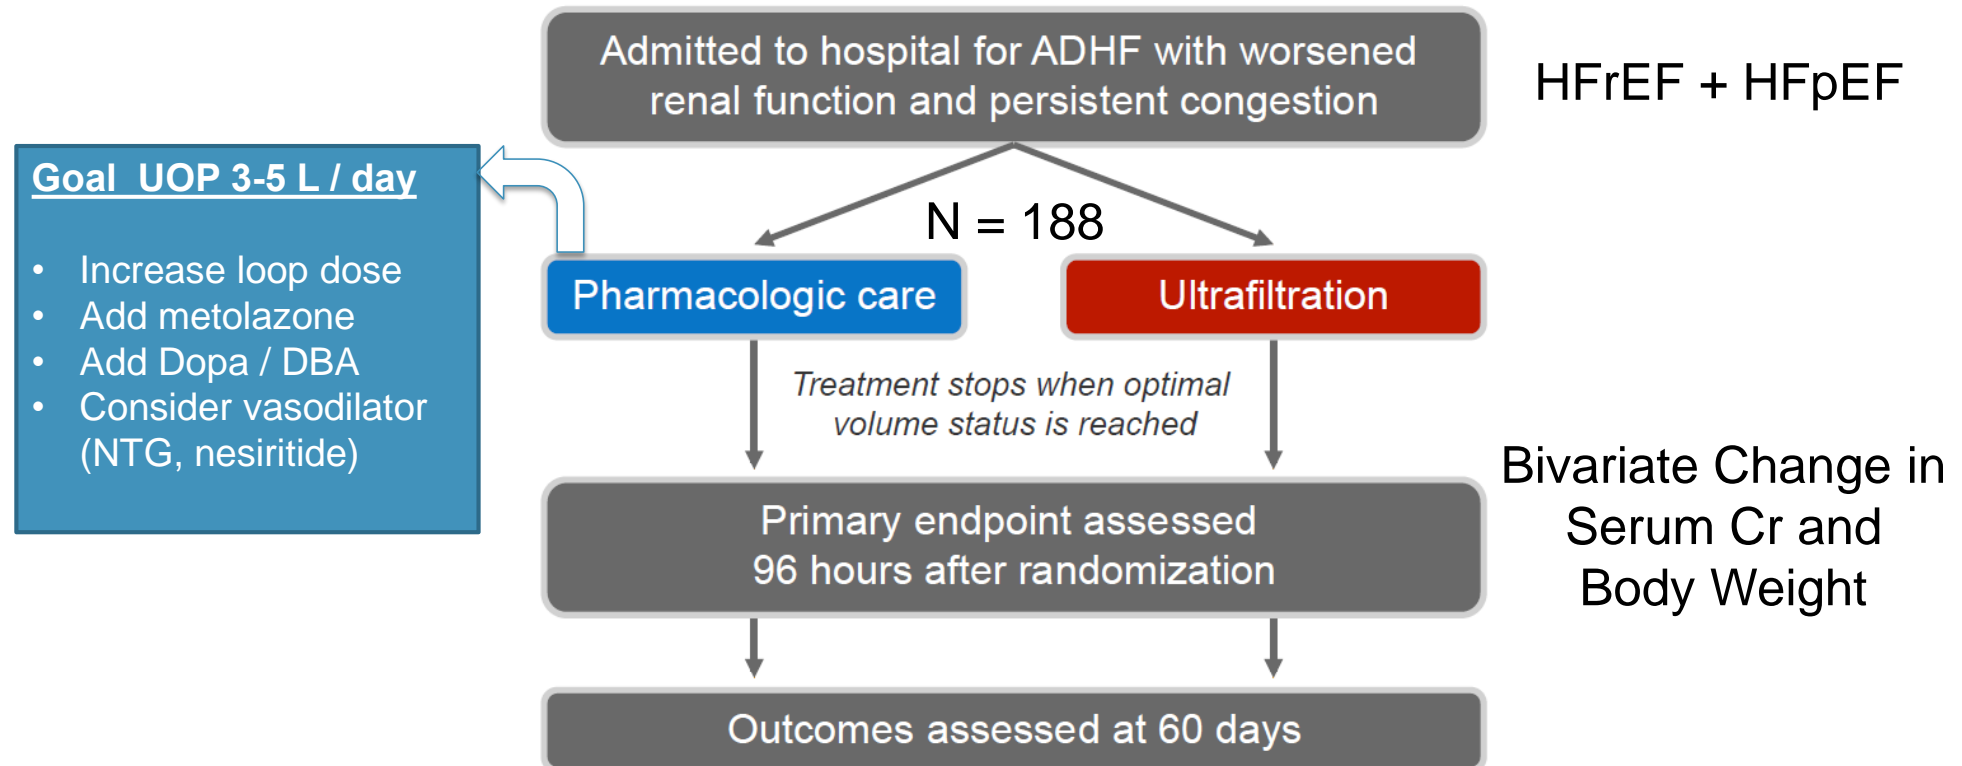 Admitted to hospital for ADHF with worsened
renal function and persistent congestion
HFrEF + HFpEF
Goal  UOP 3-5 L / day
• Increase loop dose
• Add metolazone
• Add Dopa / DBA
• Consider vasodilator
(NTG, nesiritide)
N = 188
Pharmacologic care
Ultrafiltration
Treatment stops when optimal
volume status is reached
Primary endpoint assessed
96 hours after randomization
Bivariate Change in
Serum Cr and
Body Weight
Outcomes assessed at 60 days